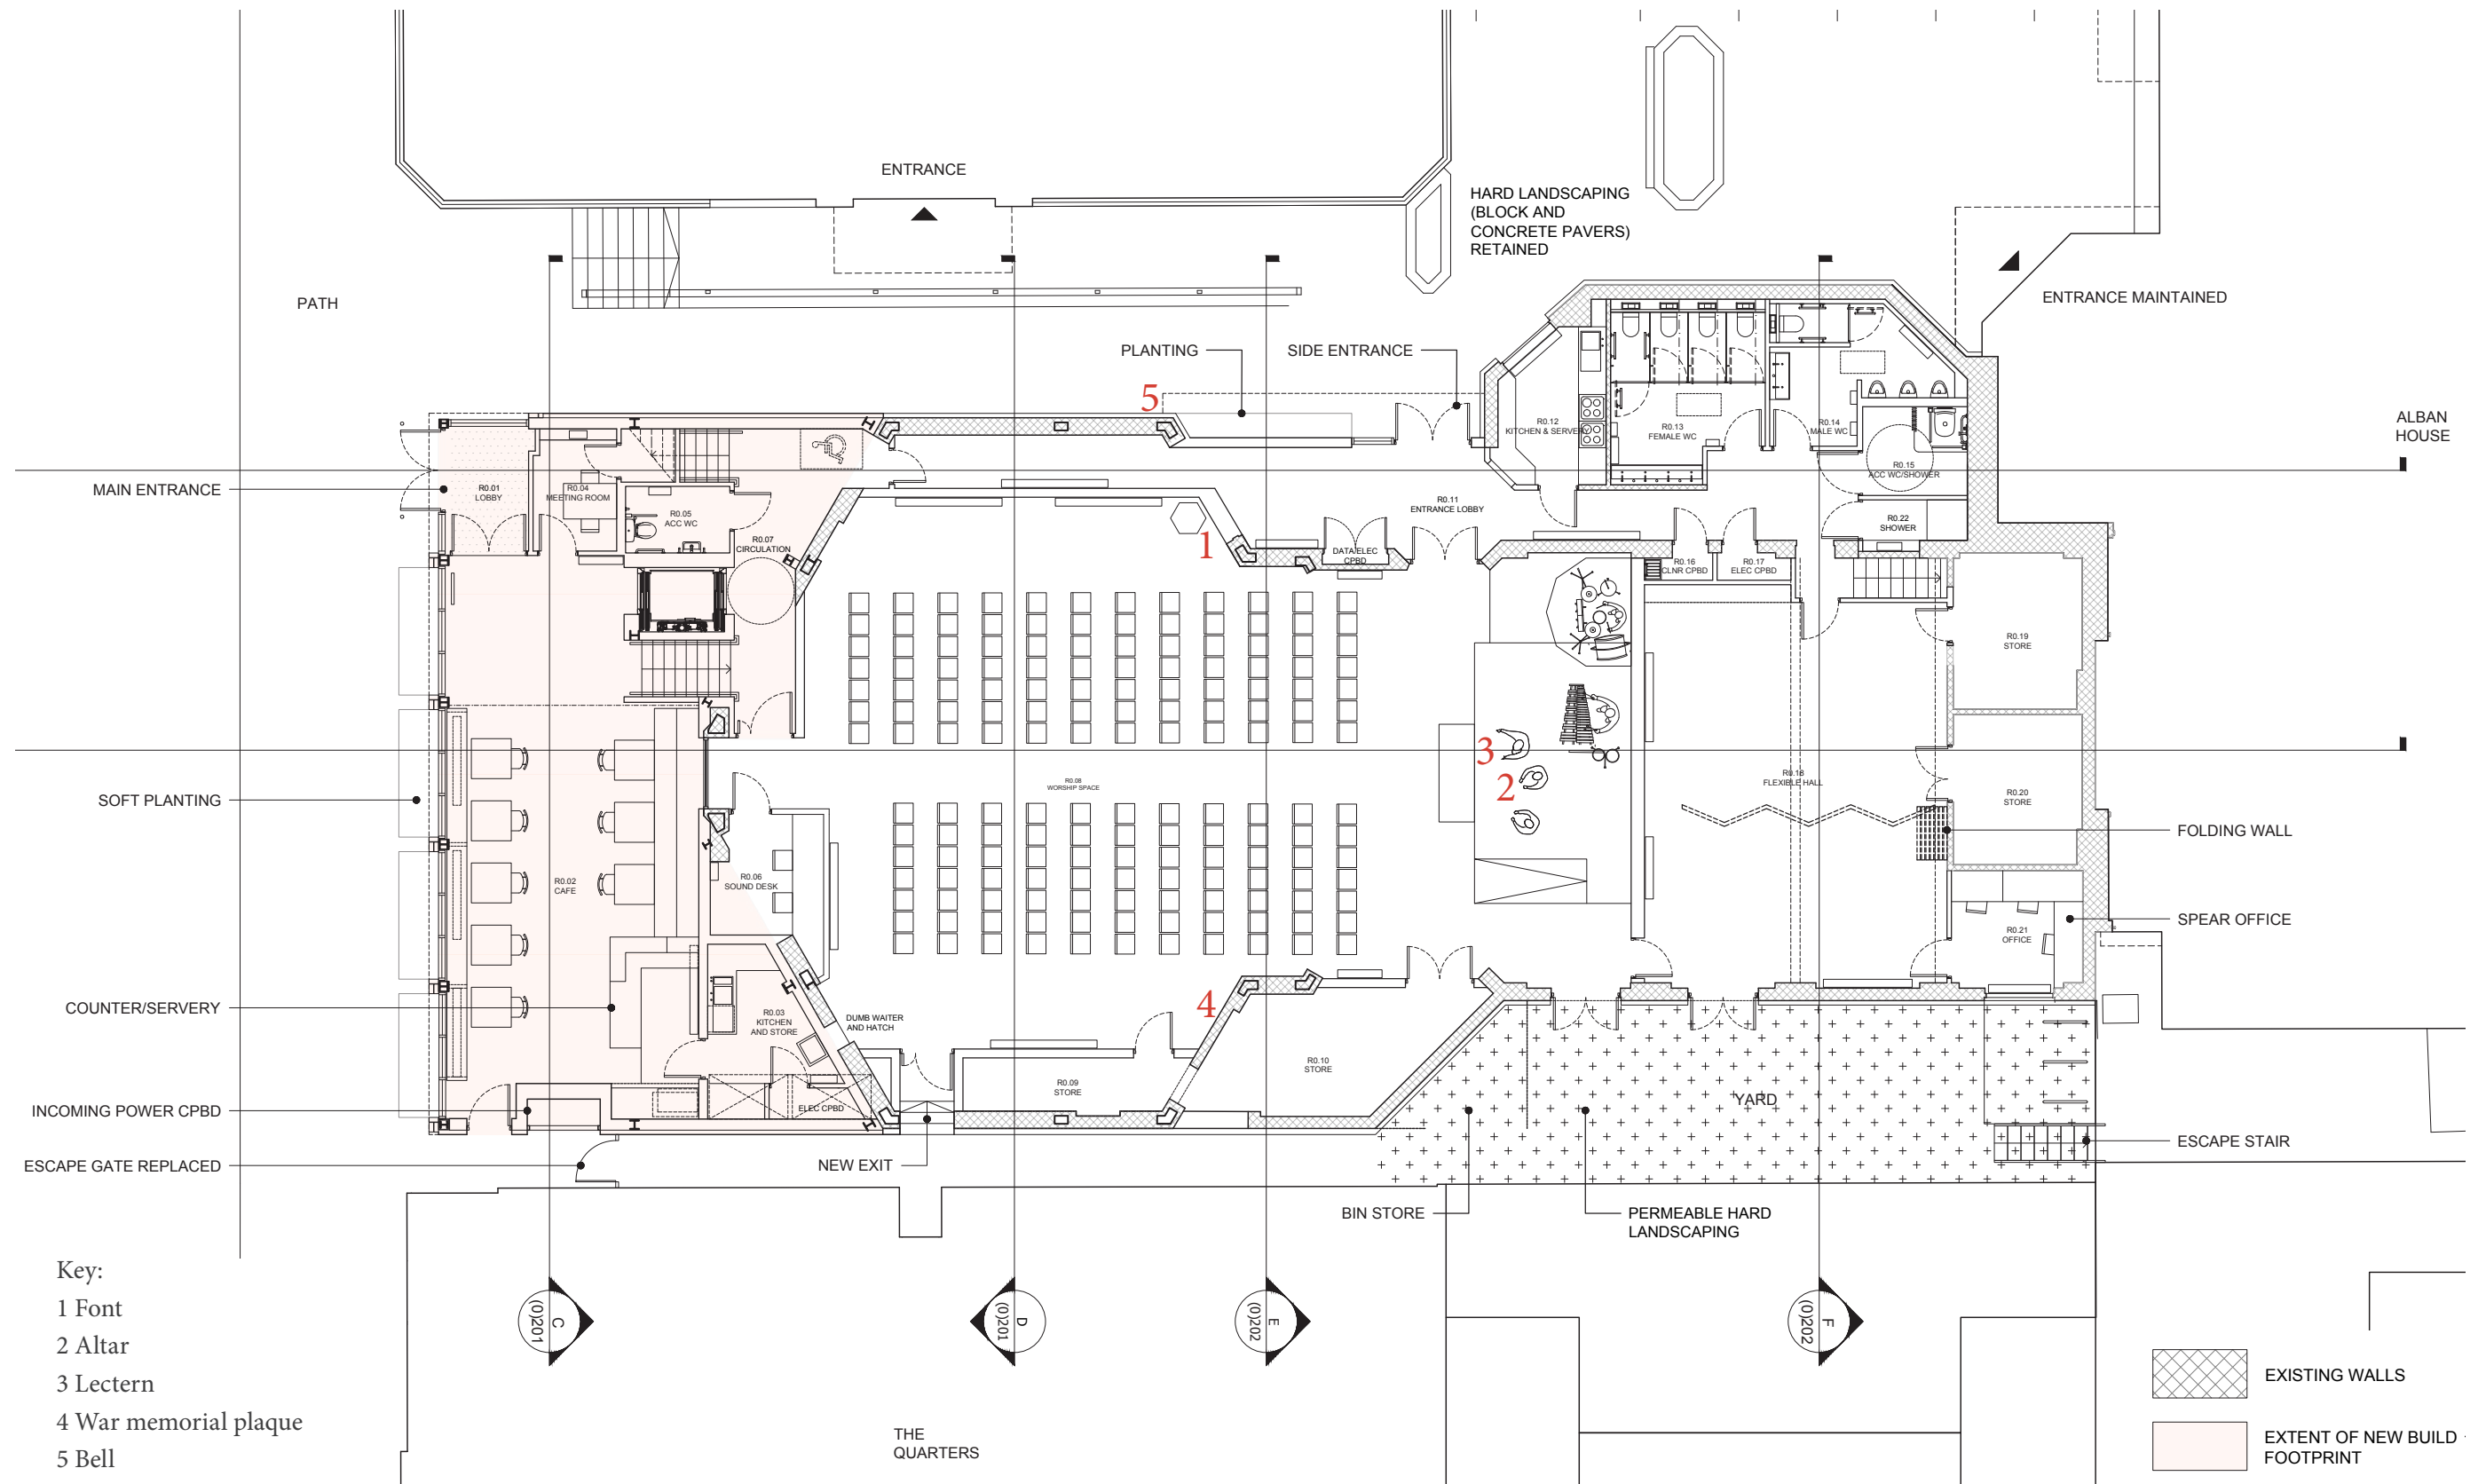 ENTRANCE
HARD LANDSCAPING
(BLOCK AND
CONCRETE PAVERS)
RETAINED
PATH
ENTRANCE MAINTAINED
PLANTING
SIDE ENTRANCE
5
ALBAN
HOUSE
R0.12
KITCHEN & SERVERY
R0.13
FEMALE WC
R0.14
MALE WC
R0.15
ACC WC/SHOWER
MAIN ENTRANCE
R0.01
LOBBY
R0.04
MEETING ROOM
R0.05
ACC WC
R0.07
CIRCULATION
1
R0.11
ENTRANCE LOBBY
DATA/ELEC
CPBD
R0.22
SHOWER
R0.16
CLNR CPBD
R0.17
ELEC CPBD
R0.19
STORE
3
2
R0.08
WORSHIP SPACE
R0.18
FLEXIBLE HALL
R0.20
STORE
SOFT PLANTING
FOLDING WALL
R0.02
CAFE
R0.06
SOUND DESK
R0.21
OFFICE
SPEAR OFFICE
COUNTER/SERVERY
R0.03
KITCHEN
AND STORE
DUMB WAITER
AND HATCH
4
R0.09
STORE
R0.10
STORE
YARD
INCOMING POWER CPBD
ELEC CPBD
ESCAPE STAIR
ESCAPE GATE REPLACED
NEW EXIT
BIN STORE
PERMEABLE HARD
LANDSCAPING
Key:
1 Font
2 Altar
3 Lectern
4 War memorial plaque
5 Bell
C
(0)201
D
(0)201
E
(0)202
F
(0)202
THE
QUARTERS
EXISTING WALLS
EXTENT OF NEW BUILD
FOOTPRINT